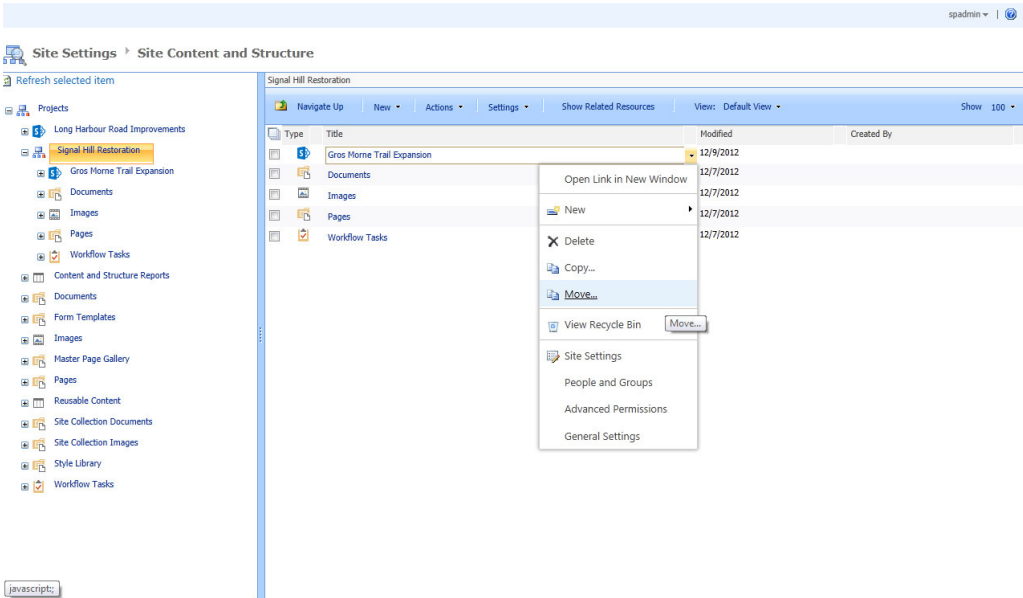 spadmin
Site Settings Site Content and Structure
Refresh selected item
Projects
Long Harbour Road Improvements
Signal Hill Restoration
Gros Morne Trail Expansion
Documents
Images
Pages
Workflow Tasks
Content and Structure Reports
Documents
Form Templates
Images
Master Page Gallery
Pages
Reusable Content
Site Collection Documents
Site Collection Images
Style Library
Workflow Tasks
javascript:;
Signal Hill Restoration
Navigate Up New Actions Settings Show Related Resources View: Default View Show 100
Type Title Modified Created By
Gros Morne Trail Expansion 12/9/2012
Documents 12/7/2012
Images 12/7/2012
Pages 12/7/2012
Workflow Tasks 12/7/2012
Open Link in New Window
New
Delete
Copy...
Move...
View Recycle Bin
Move...
Site Settings
People and Groups
Advanced Permissions
General Settings